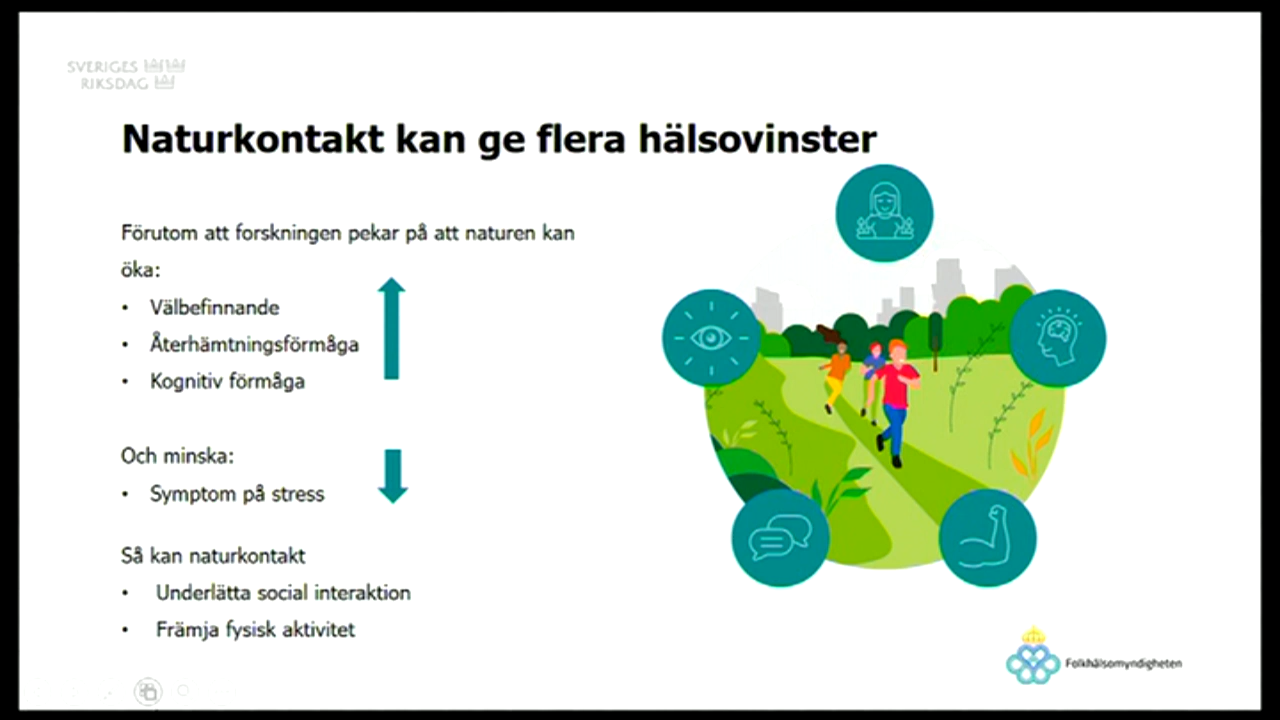 SVERIGES
RIKSDAG
Naturkontakt kan ge flera hälsovinster
Förutom att forskningen pekar på att naturen kan
öka:
• Välbefinnande
• Återhämtningsförmåga
• Kognitiv förmåga
Och minska:
• Symptom på stress
Så kan naturkontakt
• Underlätta social interaktion
• Främja fysisk aktivitet
Folkhälsomyndigheten